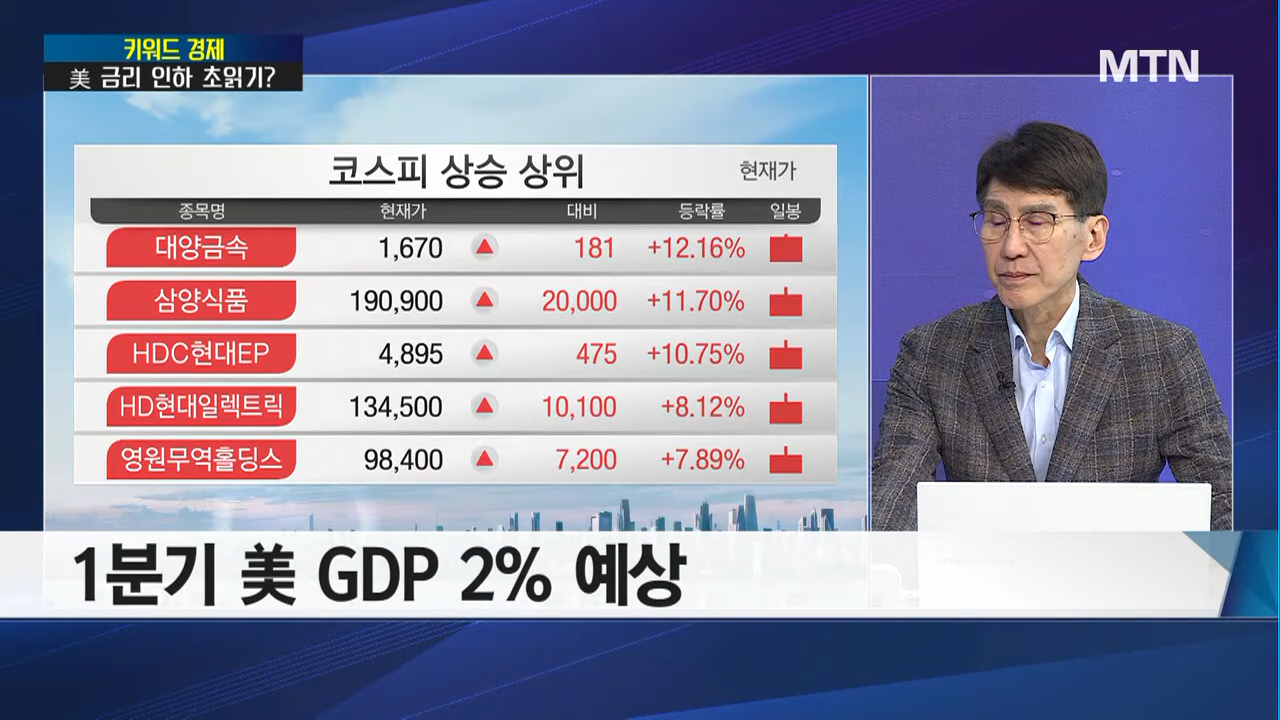 키워드 경제
美 금리 인하 초읽기?
MTN
코스피 상승 상위 현재가
종목명 현재가 대비 등락률 일봉
대양금속 1,670 ▲ 181 +12.16%
삼양식품 190,900 ▲ 20,000 +11.70%
HDC현대EP 4,895 ▲ 475 +10.75%
HD현대일렉트릭 134,500 ▲ 10,100 +8.12%
영원무역홀딩스 98,400 ▲ 7,200 +7.89%
1분기 美 GDP 2% 예상